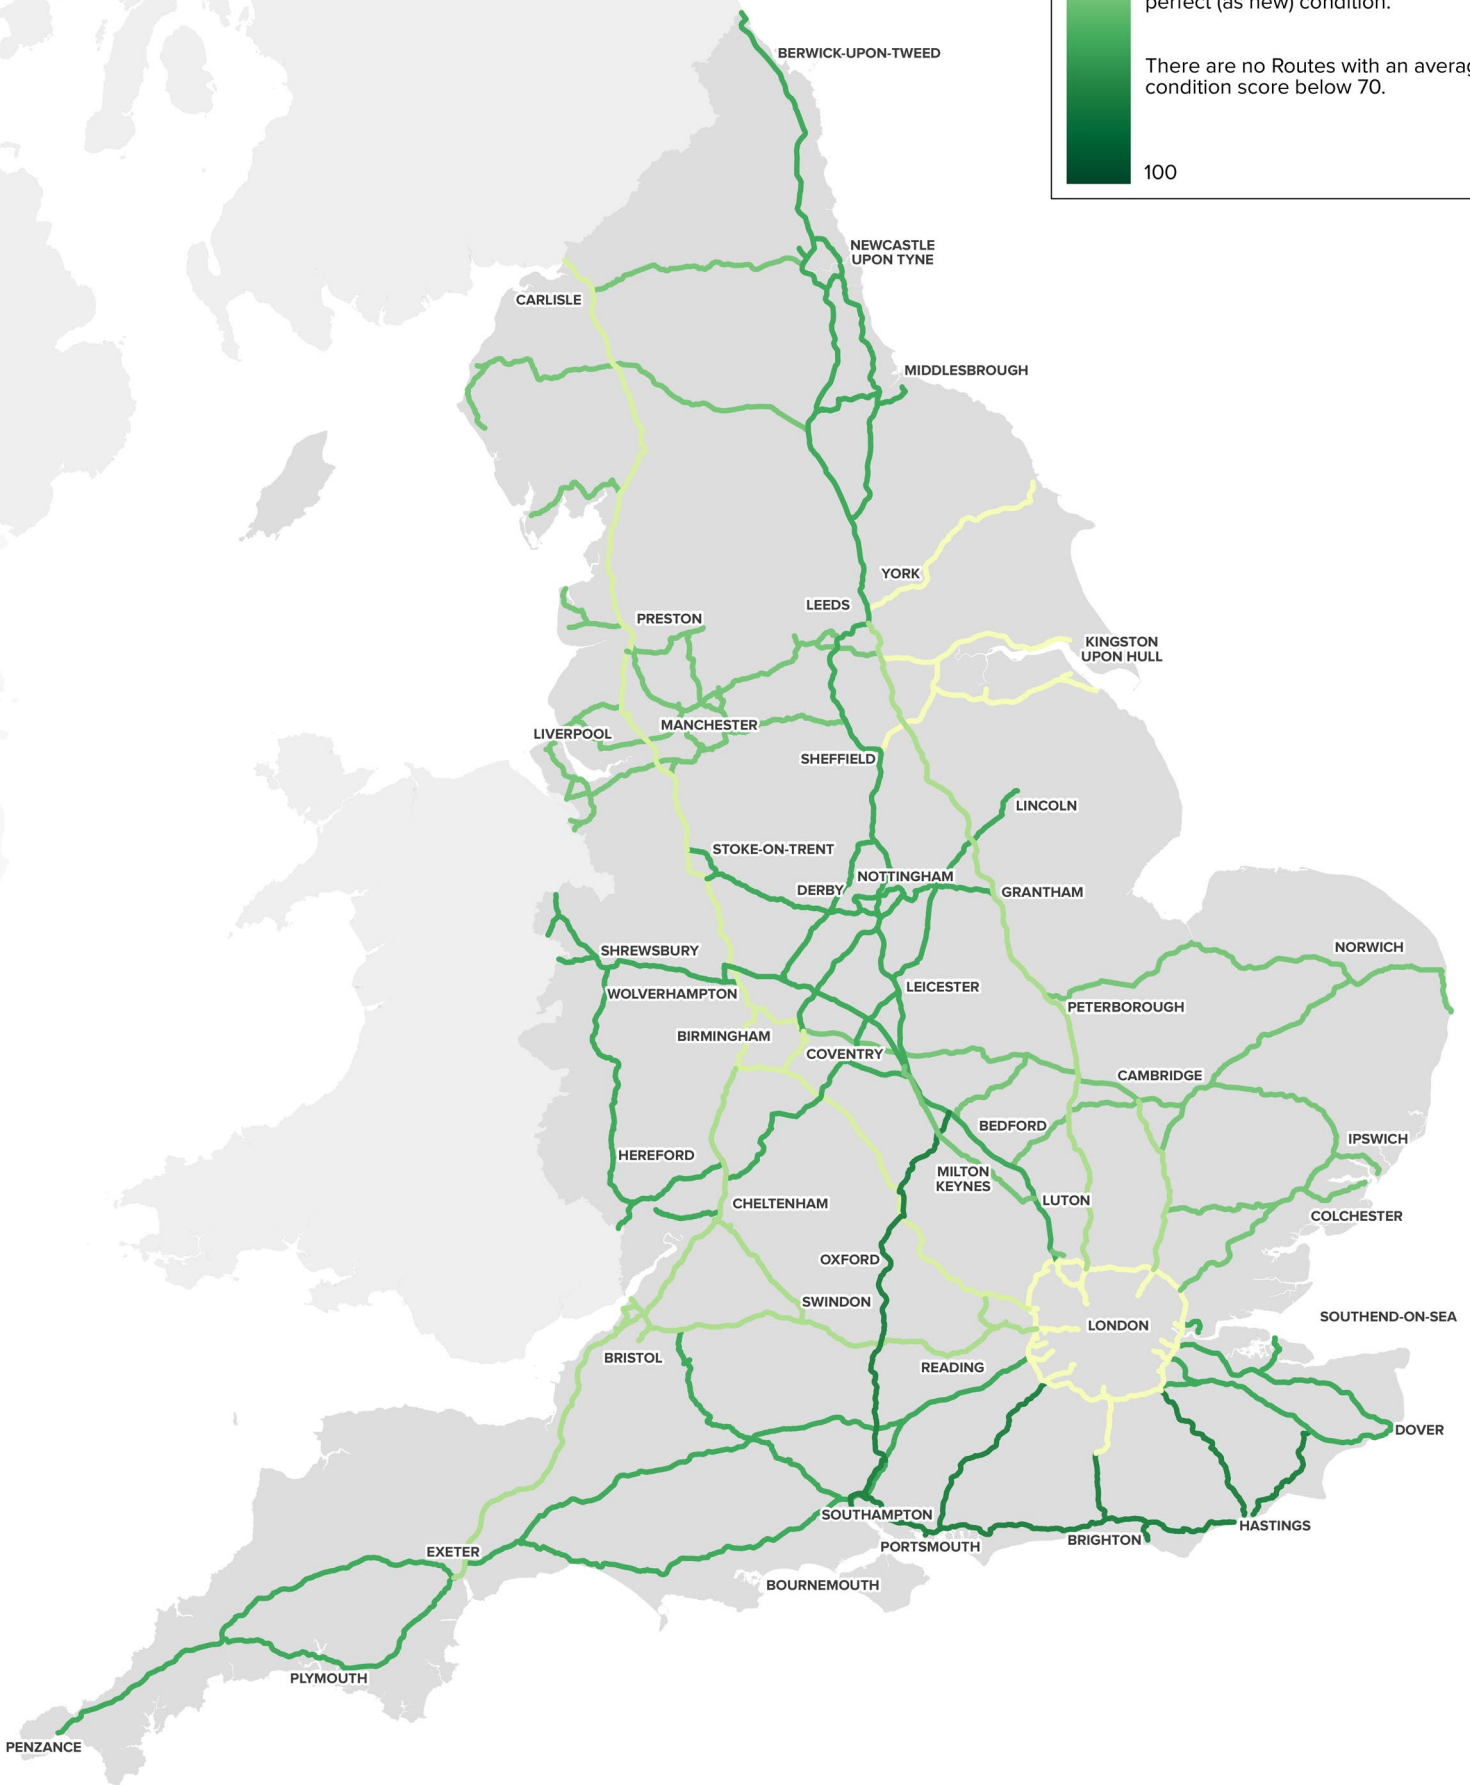 perfect (as new) condition.
There are no Routes with an
condition score below 70.
100
BERWICK-UPON-TWEED
NEWCASTLE
UPON TYNE
CARLISLE
MIDDLESBROUGH
YORK
LEEDS
PRESTON
KINGSTON
UPON HULL
MANCHESTER
LIVERPOOL
SHEFFIELD
LINCOLN
STOKE-ON-TRENT
NOTTINGHAM
DERBY
GRANTHAM
NORWICH
SHREWSBURY
LEICESTER
WOLVERHAMPTON
PETERBOROUGH
BIRMINGHAM
COVENTRY
CAMBRIDGE
BEDFORD
IPSWICH
HEREFORD
MILTON
KEYNES
LUTON
CHELTENHAM
COLCHESTER
OXFORD
SWINDON
SOUTHEND-ON-SEA
LONDON
BRISTOL
READING
DOVER
SOUTHAMPTON
HASTINGS
BRIGHTON
PORTSMOUTH
EXETER
BOURNEMOUTH
PLYMOUTH
PENZANCE